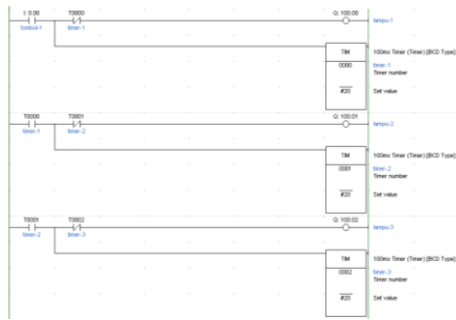 I: 0.00 T0000 Q: 100.00
tombol-1 timer-1 lampu-1
TIM 100ms Timer (Timer) [BCD Type]
0000 timer-1
Timer number
#20 Set value
T0000 T0001 Q: 100.01
timer-1 timer-2 lampu-2
TIM 100ms Timer (Timer) [BCD Type]
0001 timer-2
Timer number
#20 Set value
T0001 T0002 Q: 100.02
timer-2 timer-3 lampu-3
TIM 100ms Timer (Timer) [BCD Type]
0002 timer-3
Timer number
#20 Set value